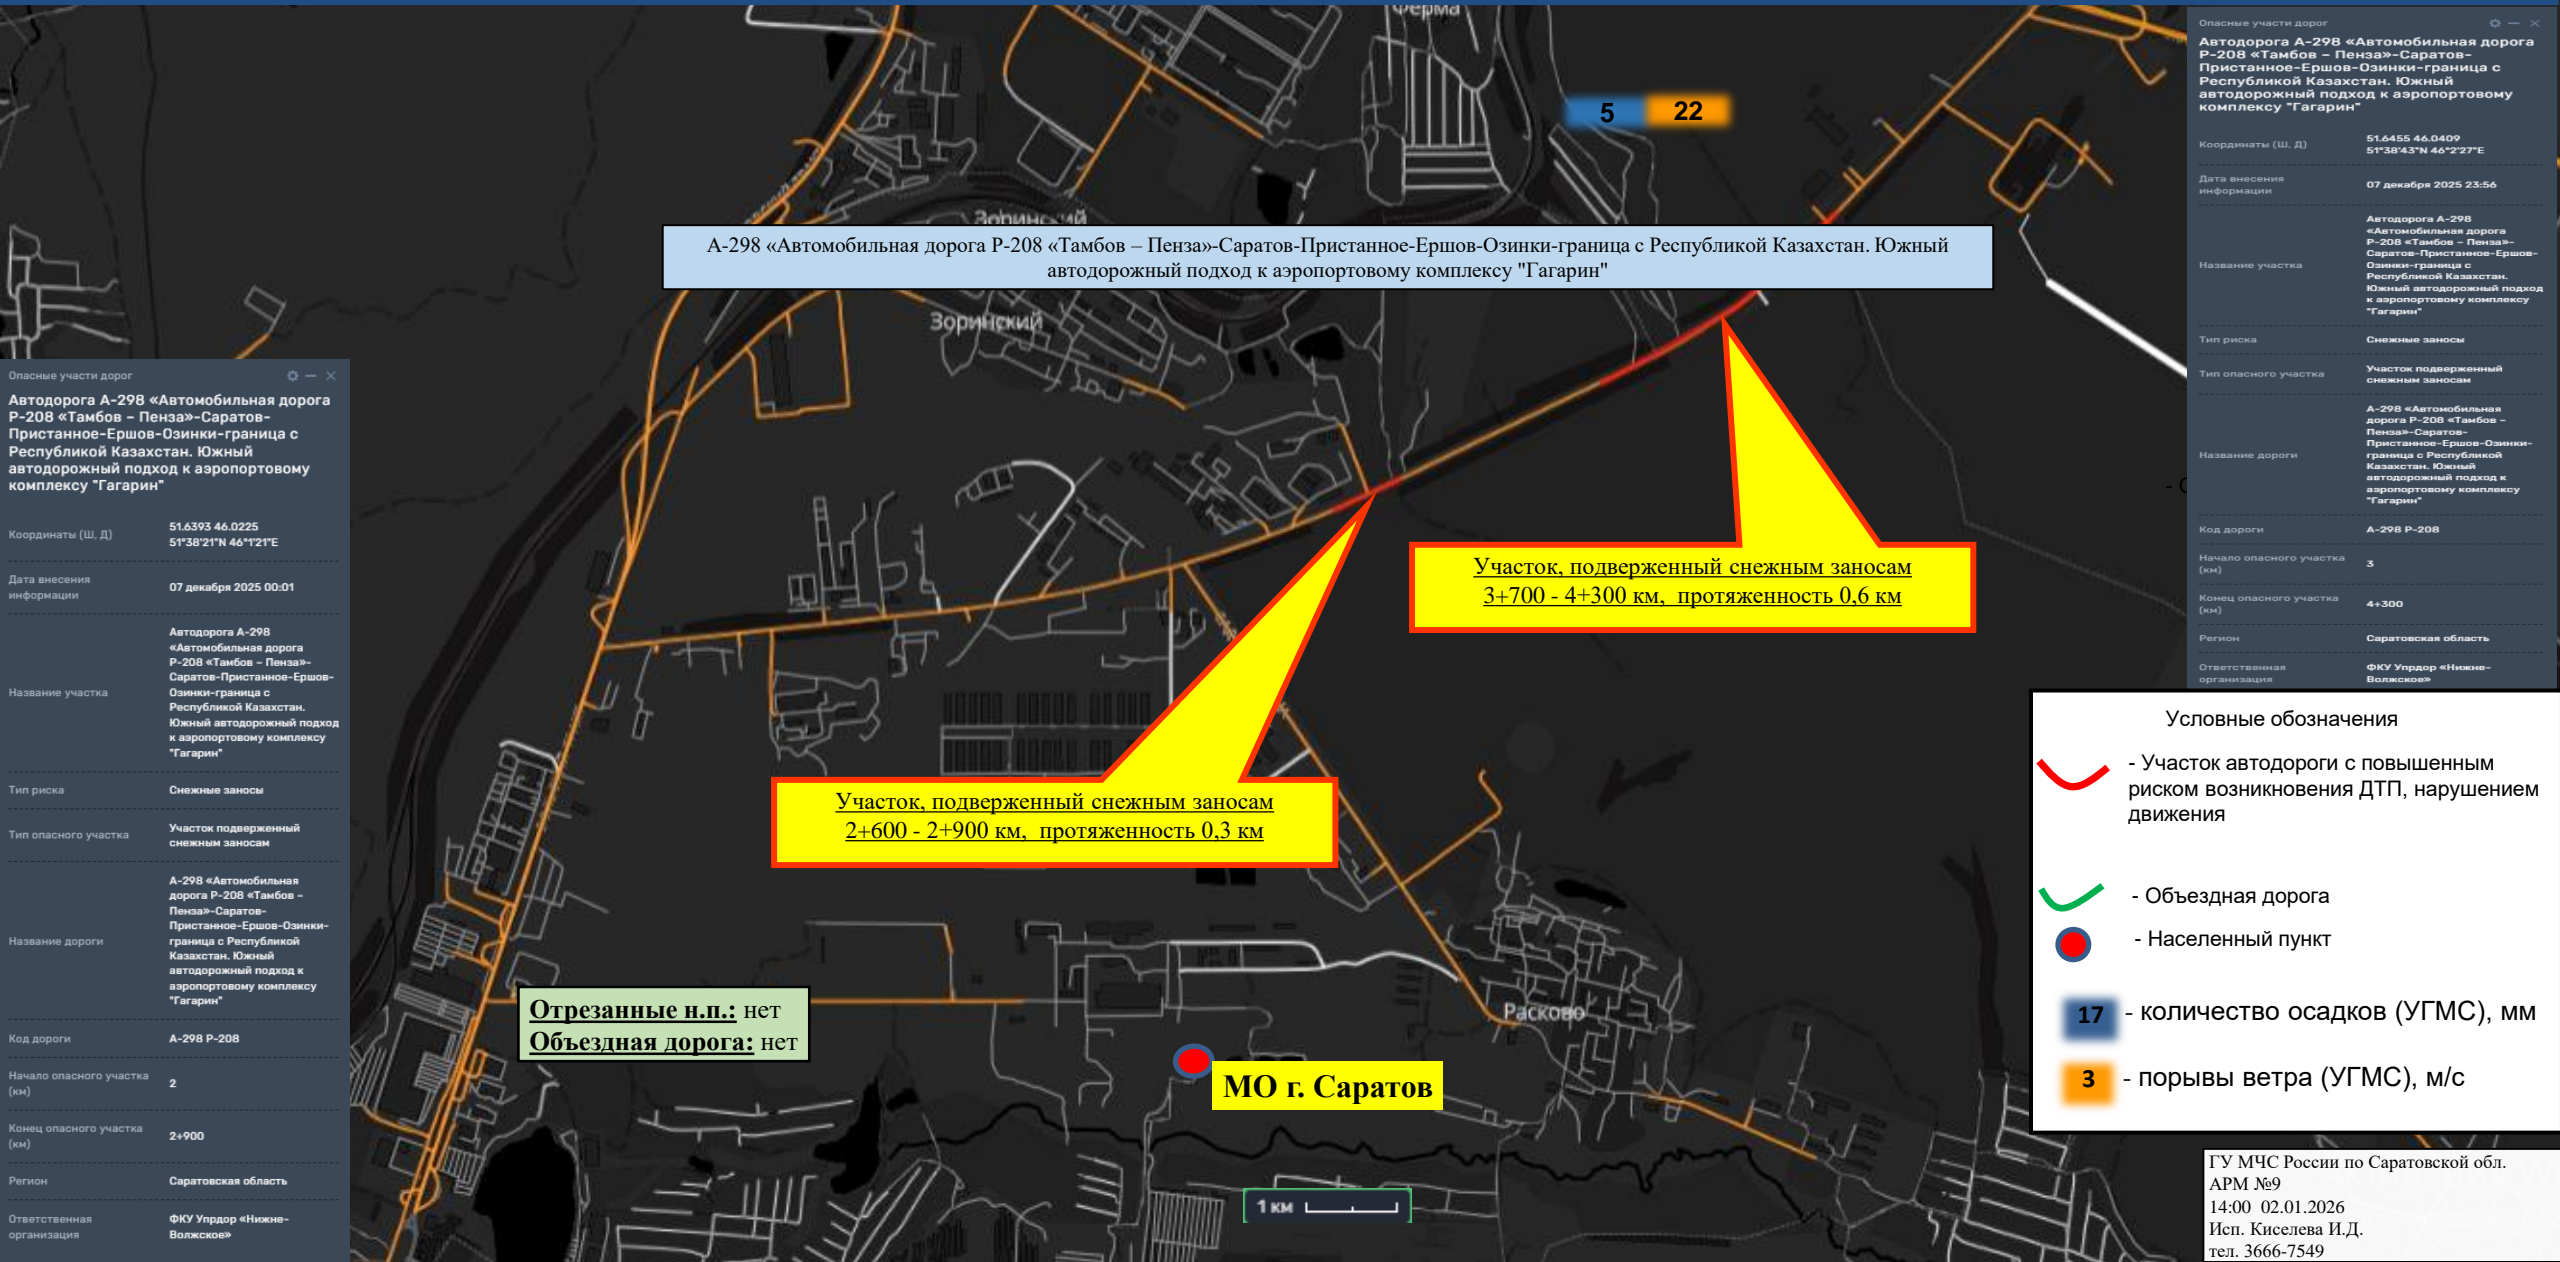 Ферма
5 22
Зоринский
А-298 «Автомобильная дорога Р-208 «Тамбов – Пенза»-Саратов-Пристанное-Ершов-Озинки-граница с Республикой Казахстан. Южный
автодорожный подход к аэропортовому комплексу "Гагарин"
Зоринский
Участок, подверженный снежным заносам
3+700 - 4+300 км, протяженность 0,6 км
Участок, подверженный снежным заносам
2+600 - 2+900 км, протяженность 0,3 км
Отрезанные н.п.: нет
Объездная дорога: нет
Расково
МО г. Саратов
1 км
Опасные участи дорог
Автодорога А-298 «Автомобильная дорога
Р-208 «Тамбов – Пенза»-Саратов-
Пристанное-Ершов-Озинки-граница с
Республикой Казахстан. Южный
автодорожный подход к аэропортовому
комплексу "Гагарин"
Координаты (Ш, Д)
51.6393 46.0225
51°38'21"N 46°1'21"E
Дата внесения
информации
07 декабря 2025 00:01
Название участка
Автодорога А-298
«Автомобильная дорога
Р-208 «Тамбов – Пенза»-
Саратов-Пристанное-Ершов-
Озинки-граница с
Республикой Казахстан.
Южный автодорожный подход
к аэропортовому комплексу
"Гагарин"
Тип риска
Снежные заносы
Тип опасного участка
Участок подверженный
снежным заносам
Название дороги
А-298 «Автомобильная
дорога Р-208 «Тамбов –
Пенза»-Саратов-
Пристанное-Ершов-Озинки-
граница с Республикой
Казахстан. Южный
автодорожный подход к
аэропортовому комплексу
"Гагарин"
Код дороги
А-298 Р-208
Начало опасного участка
(км)
2
Конец опасного участка
(км)
2+900
Регион
Саратовская область
Ответственная
организация
ФКУ Упрдор «Нижне-
Волжское»
Опасные участи дорог
Автодорога А-298 «Автомобильная дорога
Р-208 «Тамбов – Пенза»-Саратов-
Пристанное-Ершов-Озинки-граница с
Республикой Казахстан. Южный
автодорожный подход к аэропортовому
комплексу "Гагарин"
Координаты (Ш, Д)
51.6455 46.0409
51°38'43"N 46°2'27"E
Дата внесения
информации
07 декабря 2025 23:56
Название участка
Автодорога А-298
«Автомобильная дорога
Р-208 «Тамбов – Пенза»-
Саратов-Пристанное-Ершов-
Озинки-граница с
Республикой Казахстан.
Южный автодорожный подход
к аэропортовому комплексу
"Гагарин"
Тип риска
Снежные заносы
Тип опасного участка
Участок подверженный
снежным заносам
Название дороги
А-298 «Автомобильная
дорога Р-208 «Тамбов –
Пенза»-Саратов-
Пристанное-Ершов-Озинки-
граница с Республикой
Казахстан. Южный
автодорожный подход к
аэропортовому комплексу
"Гагарин"
Код дороги
А-298 Р-208
Начало опасного участка
(км)
3
Конец опасного участка
(км)
4+300
Регион
Саратовская область
Ответственная
организация
ФКУ Упрдор «Нижне-
Волжское»
Условные обозначения
- Участок автодороги с повышенным
риском возникновения ДТП, нарушением
движения
- Объездная дорога
- Населенный пункт
17 - количество осадков (УГМС), мм
3 - порывы ветра (УГМС), м/с
ГУ МЧС России по Саратовской обл.
АРМ №9
14:00 02.01.2026
Исп. Киселева И.Д.
тел. 3666-7549